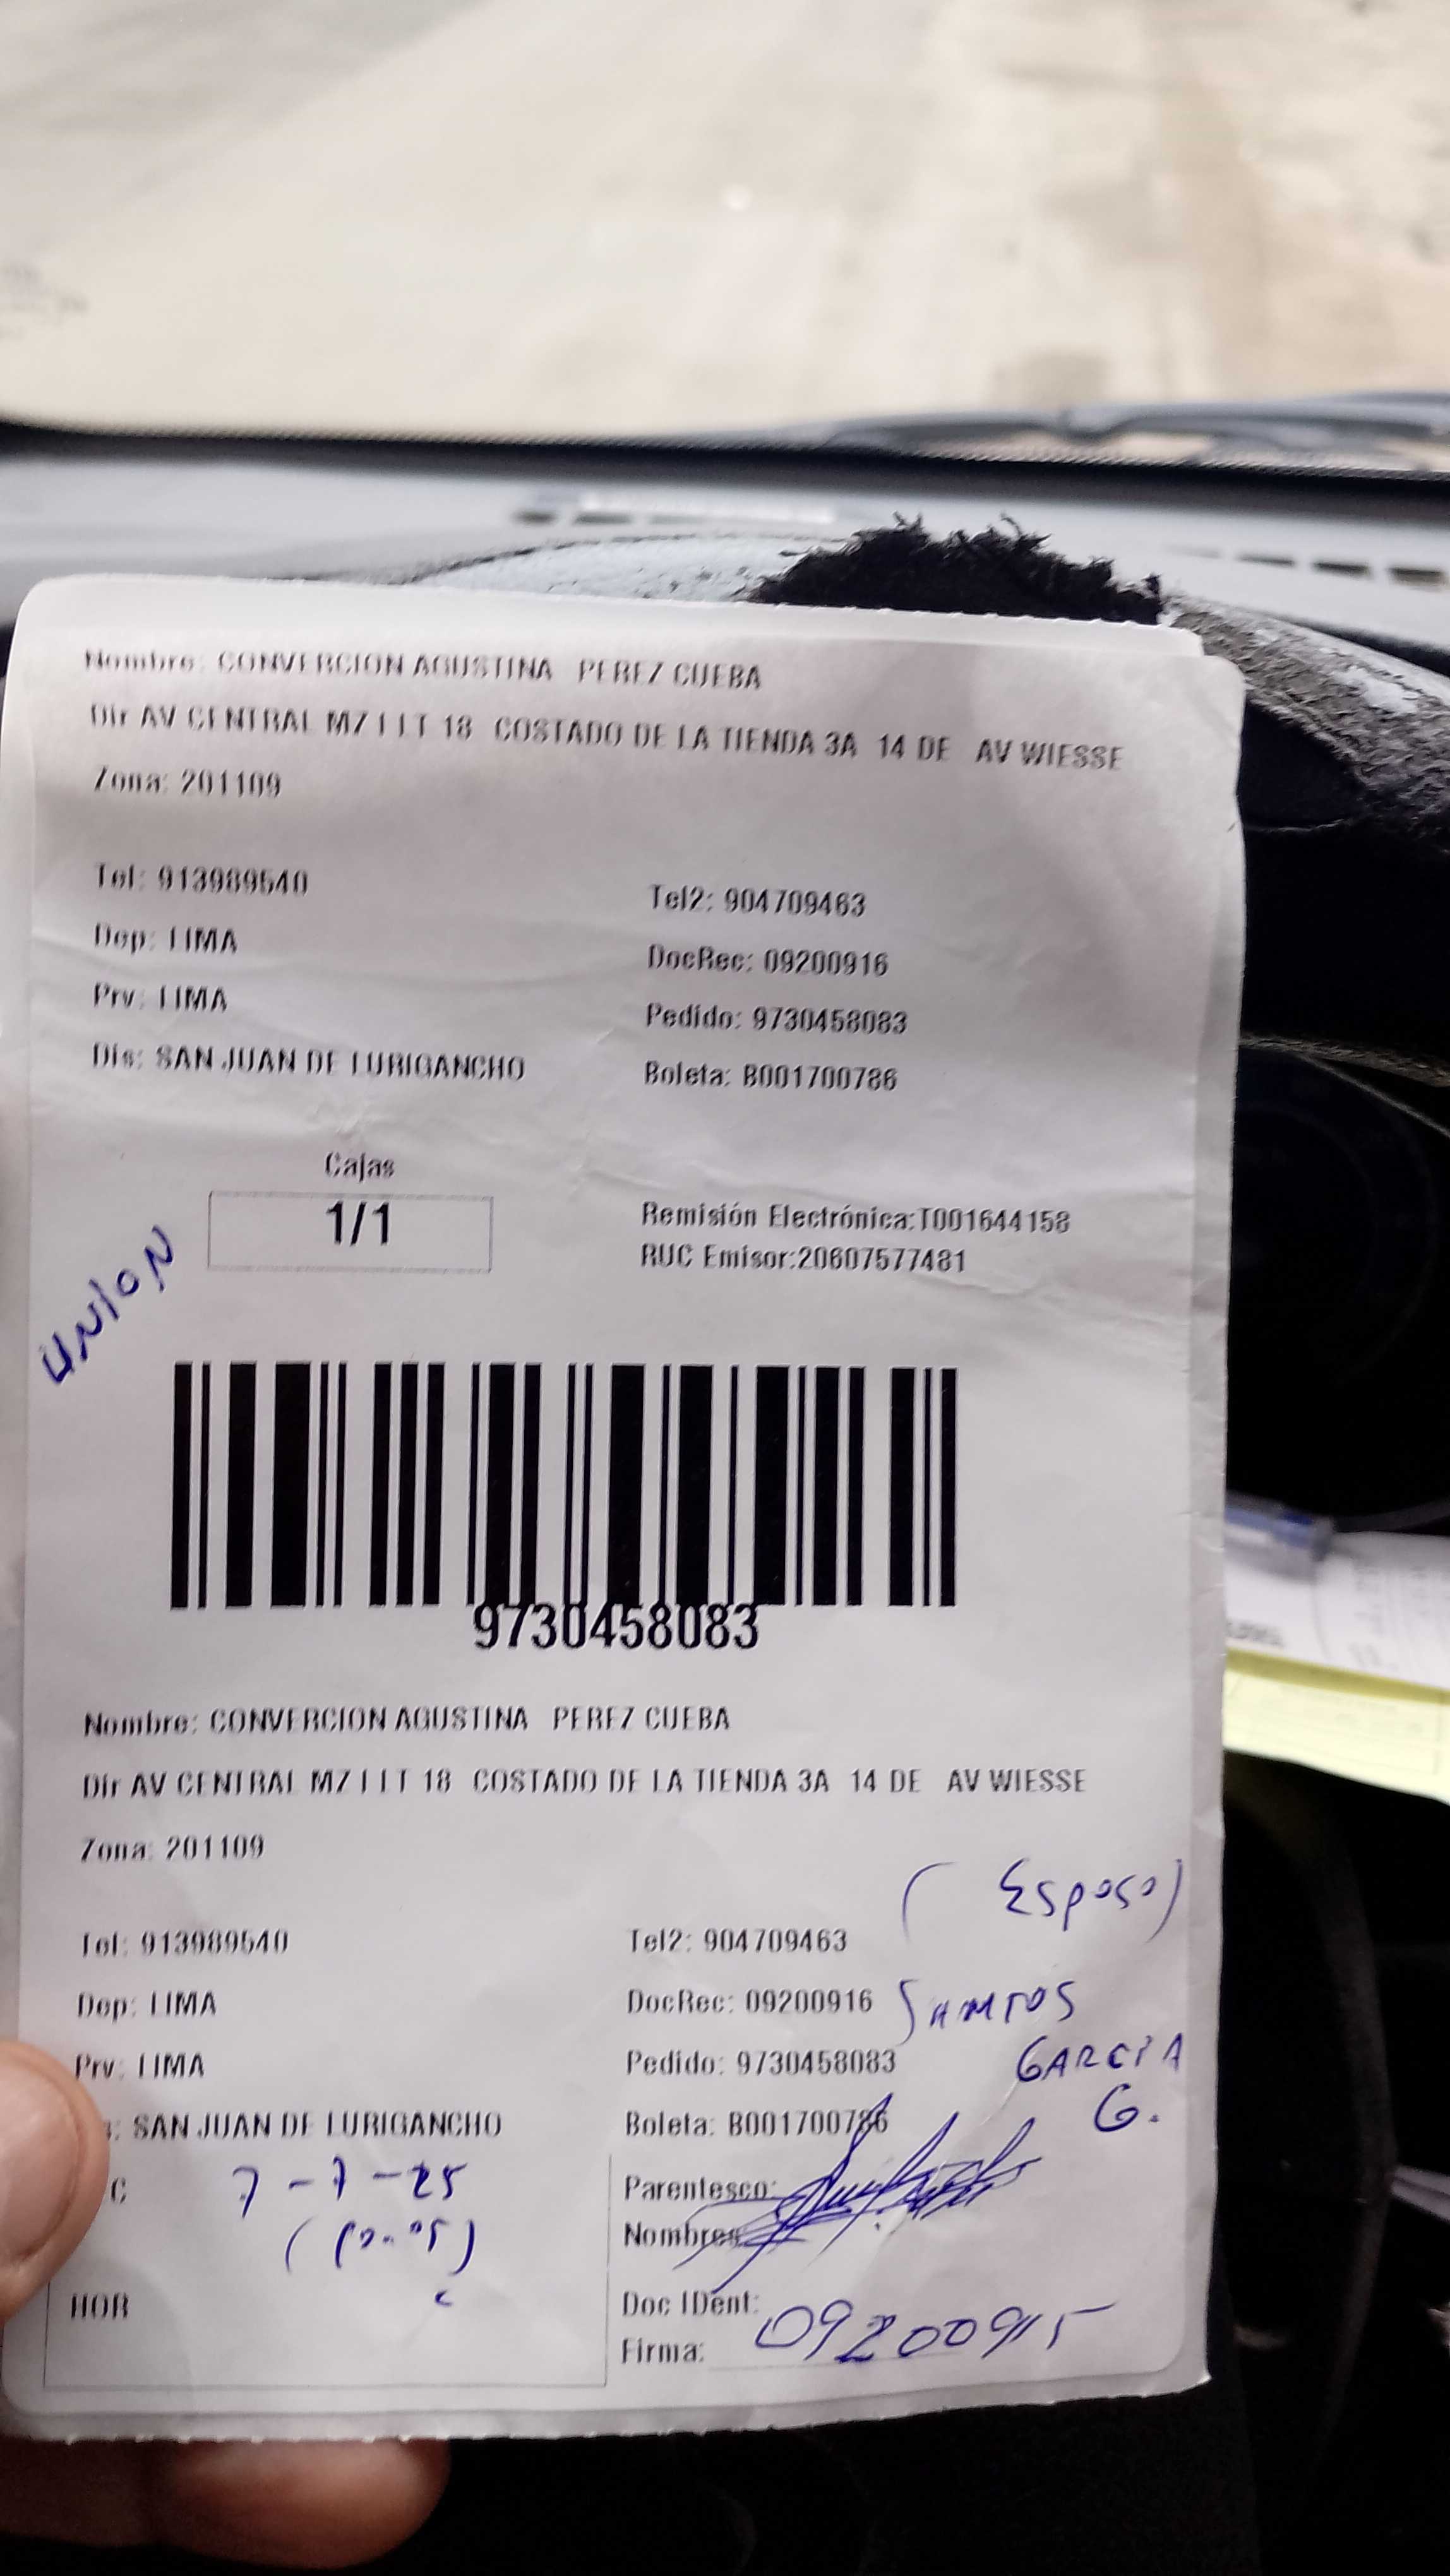 Nombre: CONVERCION AGUSTINA PEREZ CUEBA
Dir AV CENTRAL MZ I LT 18 COSTADO DE LA TIENDA 3A 14 DE AV WIESSE
Zona: 201109
Tel: 913989540 Tel2: 904709463
Dep: LIMA DocRec: 09200916
Prv: LIMA Pedido: 9730458083
Dis: SAN JUAN DE LURIGANCHO Boleta: B001700786
Cajas
1/1
Remisión Electrónica:T001644158
RUC Emisor:20607577481
UNION
9730458083
Nombre: CONVERCION AGUSTINA PEREZ CUEBA
Dir AV CENTRAL MZ I LT 18 COSTADO DE LA TIENDA 3A 14 DE AV WIESSE
Zona: 201109
(Esposo)
Tel: 913989540 Tel2: 904709463
Dep: LIMA DocRec: 09200916 SANTOS
Prv: LIMA Pedido: 9730458083 GARCIA
: SAN JUAN DE LURIGANCHO Boleta: B001700786 G.
C 7-7-25 Parentesco:
Nombres
HOR Doc IDent:
Firma: 09200915